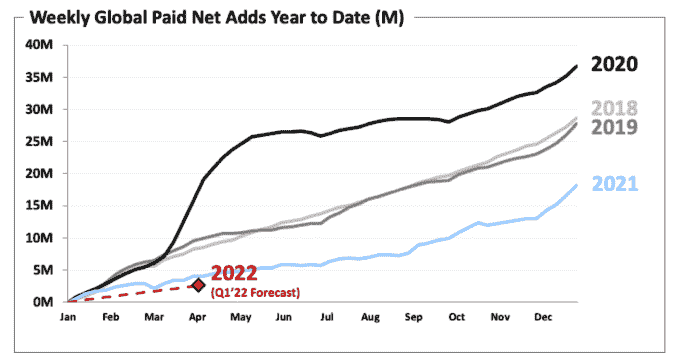 Weekly Global Paid Net Adds Year to Date (M)
40M
35M
30M
25M
20M
15M
10M
5M
0M
2020
2018
2019
2021
2022
(Q1'22 Forecast)
Jan Feb Mar Apr May Jun Jul Aug Sep Oct Nov Dec